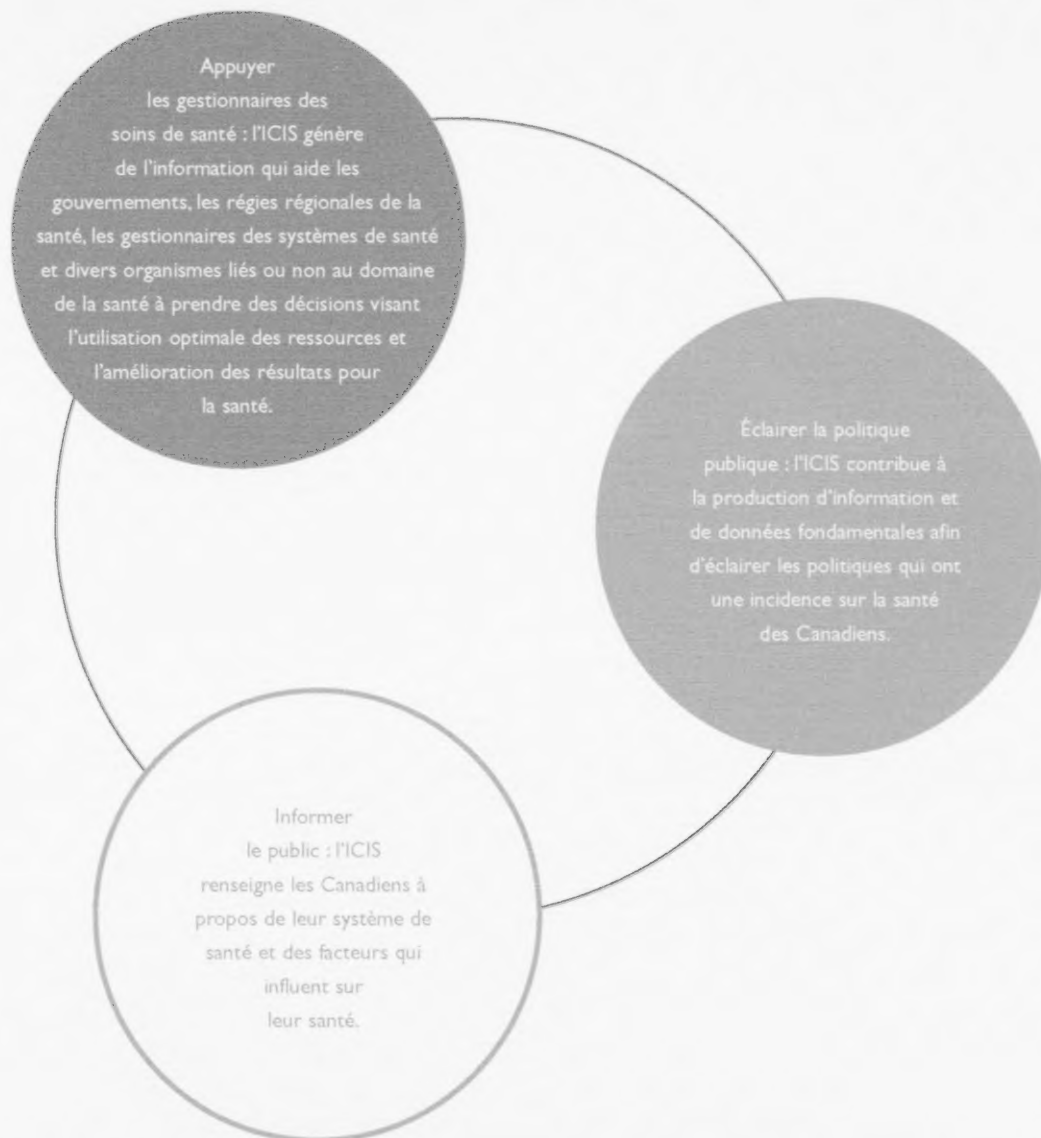 Appuyer
les gestionnaires des
soins de santé : l'ICIS génère
de l'information qui aide les
gouvernements, les régies régionales de la
santé, les gestionnaires des systèmes de santé
et divers organismes liés ou non au domaine
de la santé à prendre des décisions visant
l'utilisation optimale des ressources et
l'amélioration des résultats pour
la santé.
Éclairer la politique
publique : l'ICIS contribue à
la production d'information et
de données fondamentales afin
d'éclairer les politiques qui ont
une incidence sur la santé
des Canadiens.
Informer
le public : l'ICIS
renseigne les Canadiens à
propos de leur système de
santé et des facteurs qui
influent sur
leur santé.